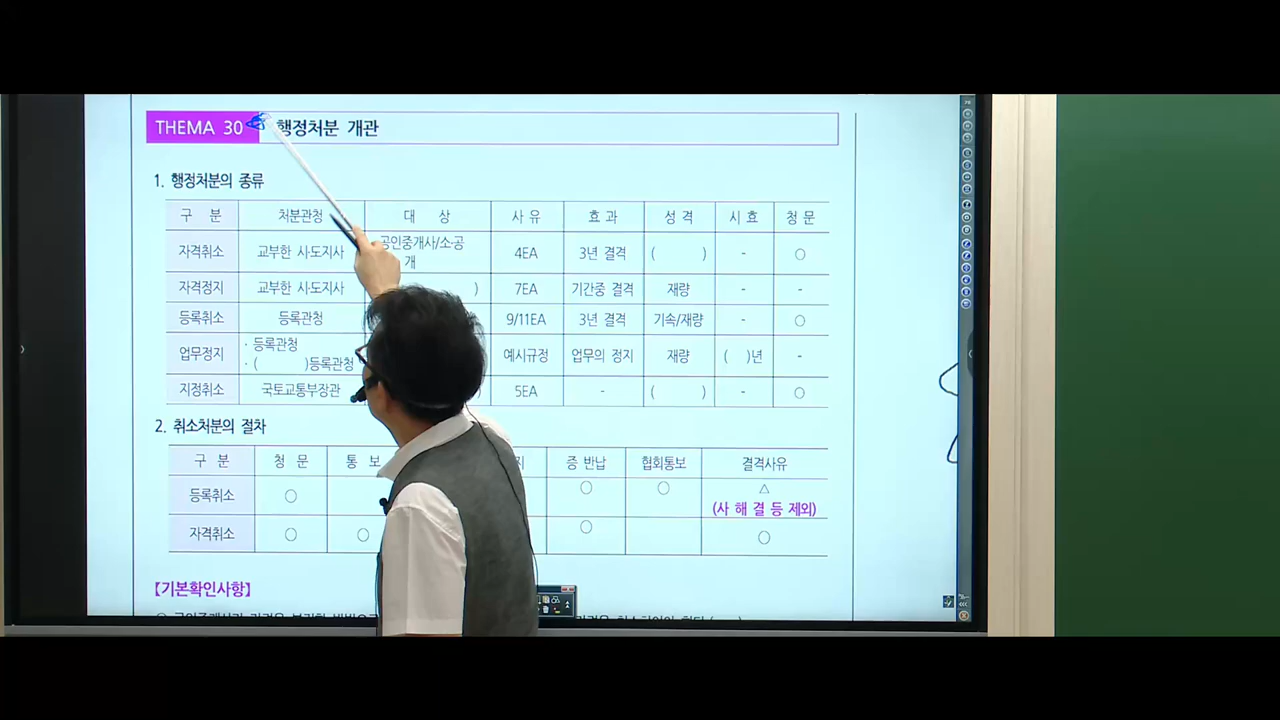 THEMA 30 행정처분 개관
1. 행정처분의 종류
구 분 처분관청 대 상 사 유 효 과 성 격 시 효 청 문
자격취소 교부한 시·도지사 공인중개사/소·공 개 4EA 3년 결격 ( ) - ○
자격정지 교부한 시·도지사 ) 7EA 기간중 결격 재량 - -
등록취소 등록관청 9/11EA 3년 결격 기속/재량 - ○
업무정지 · 등록관청 · ( )등록관청 예시규정 업무의 정지 재량 ( )년 -
지정취소 국토교통부장관 5EA - ( ) - ○
2. 취소처분의 절차
구 분 청 문 통 보 지 증 반납 협회통보 결격사유
등록취소 ○ ○ ○ △
(사 해 결 등 제외)
자격취소 ○ ○ ○ ○
【기본확인사항】